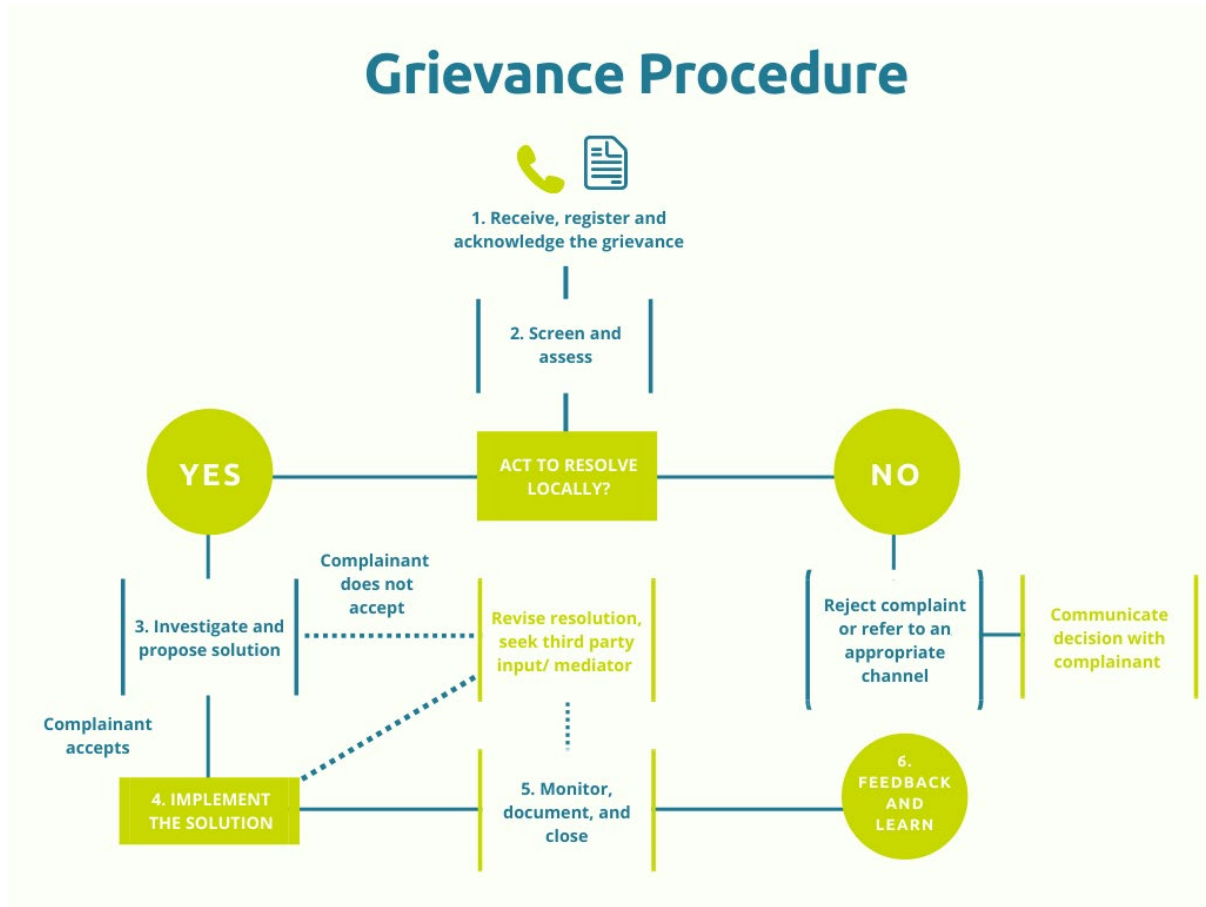 Grievance Procedure
1. Receive, register and
acknowledge the grievance
2. Screen and
assess
YES
ACT TO RESOLVE
LOCALLY?
NO
Complainant
does not
accept
3. Investigate and
propose solution
Revise resolution,
seek third party
input/ mediator
Reject complaint
or refer to an
appropriate
channel
Communicate
decision with
complainant
Complainant
accepts
4. IMPLEMENT
THE SOLUTION
5. Monitor,
document, and
close
6.
FEEDBACK
AND
LEARN